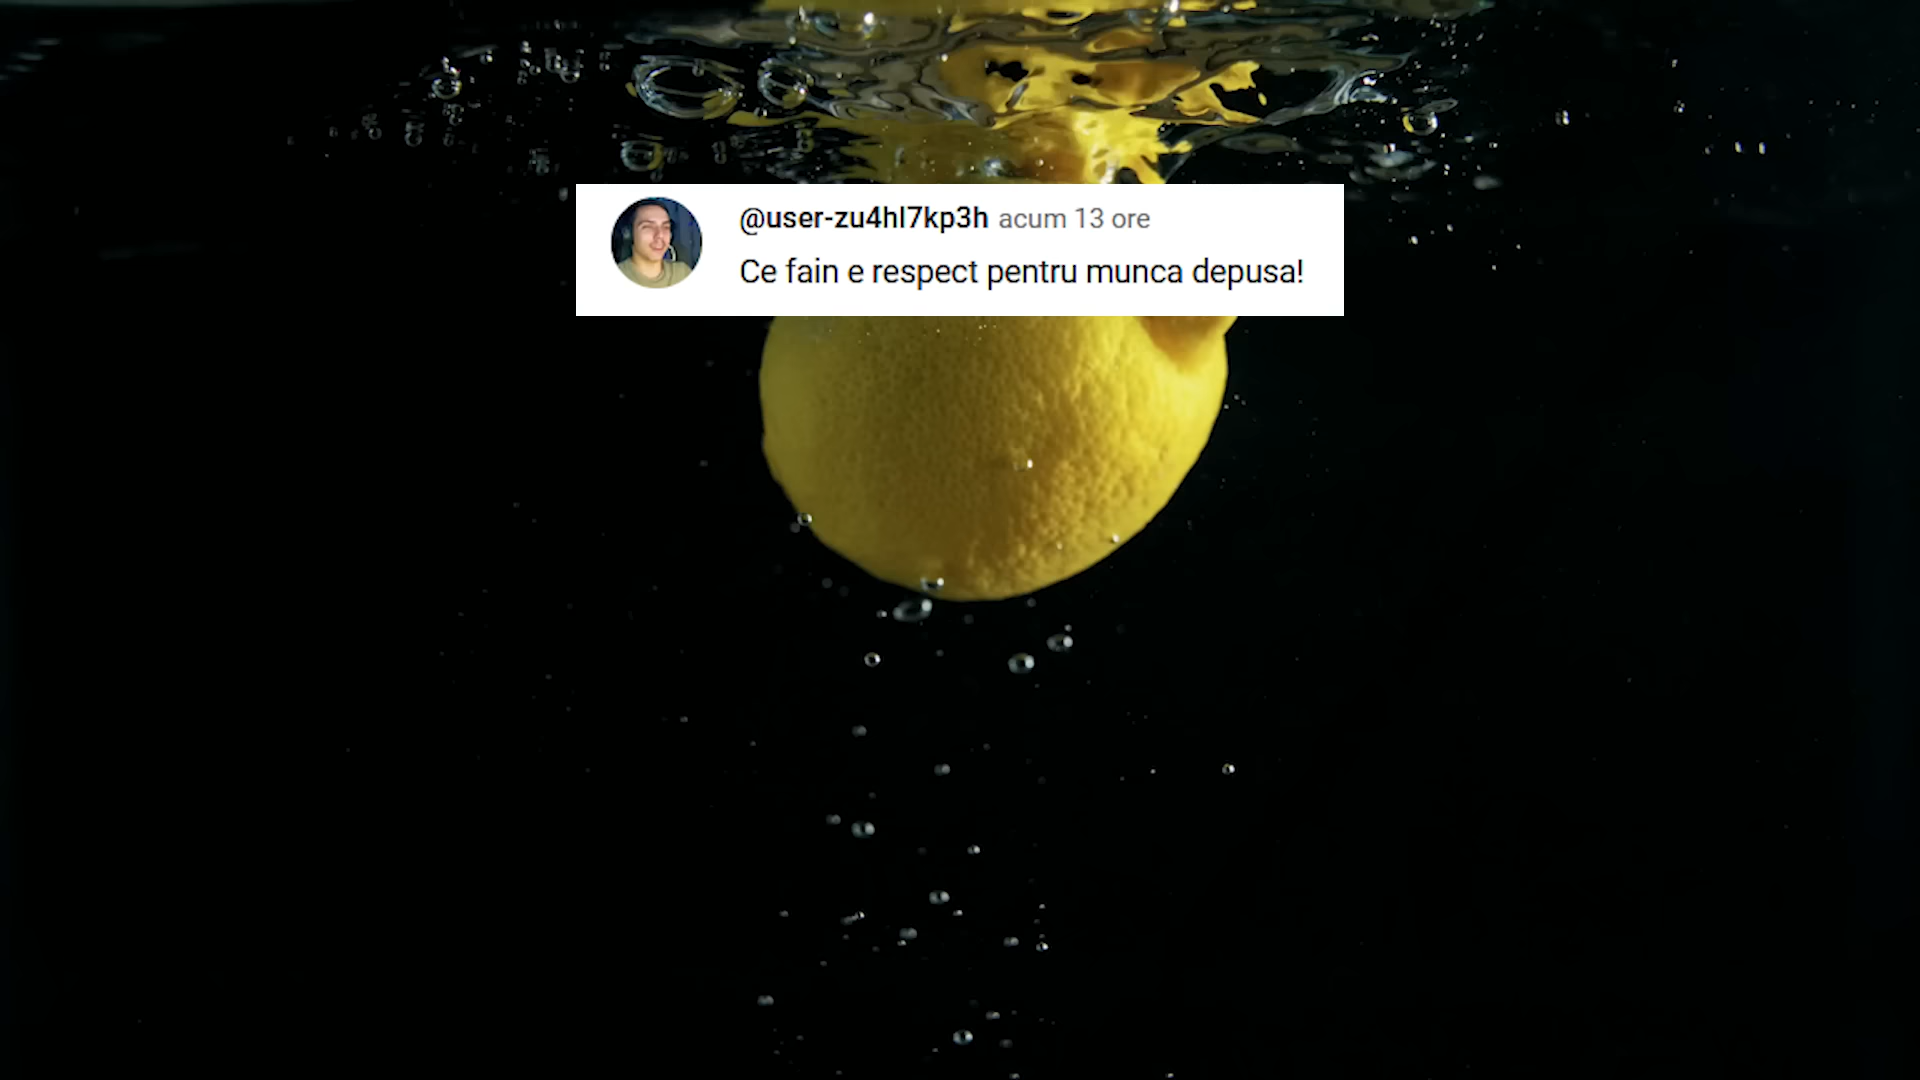 @user-zu4hl7kp3h acum 13 ore
Ce fain e respect pentru munca depusa!